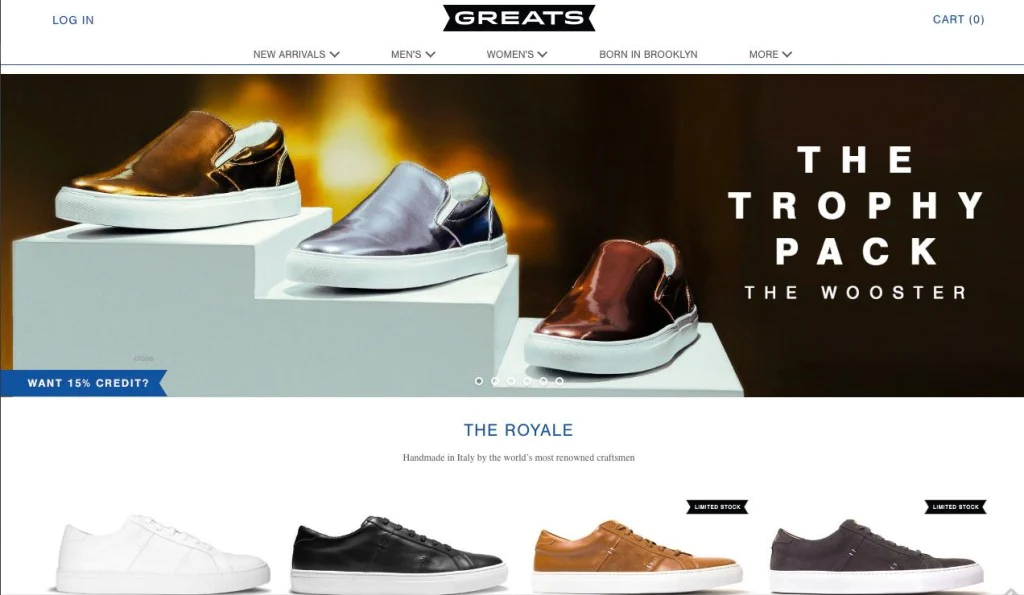 LOG IN
GREATS
CART (0)
NEW ARRIVALS
MEN'S
WOMEN'S
BORN IN BROOKLYN
MORE
THE
TROPHY
PACK
THE WOOSTER
close
WANT 15% CREDIT?
THE ROYALE
Handmade in Italy by the world's most renowned craftsmen
LIMITED STOCK
LIMITED STOCK